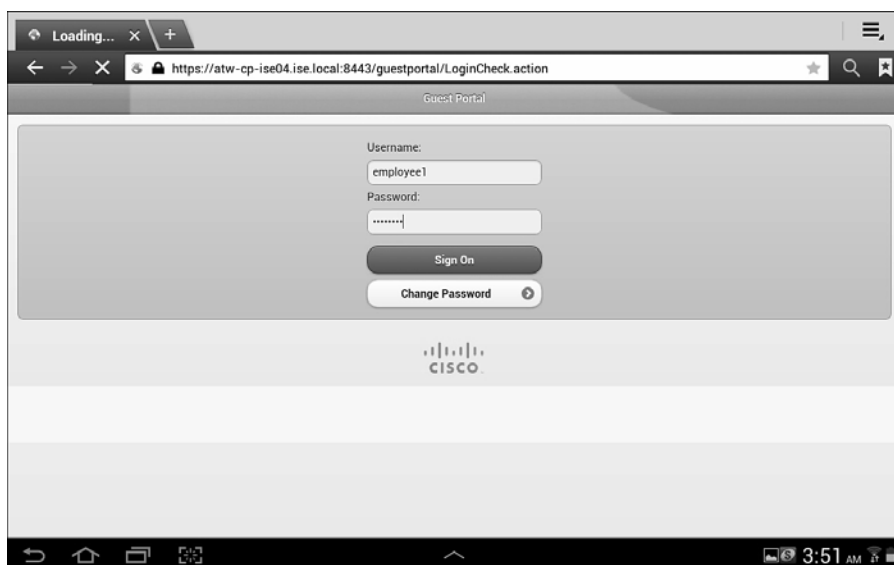 Loading...
https://atw-cp-ise04.ise.local:8443/guestportal/LoginCheck.action
Guest Portal
Username:
employee1
Password:
Sign On
Change Password
CISCO
3:51 AM